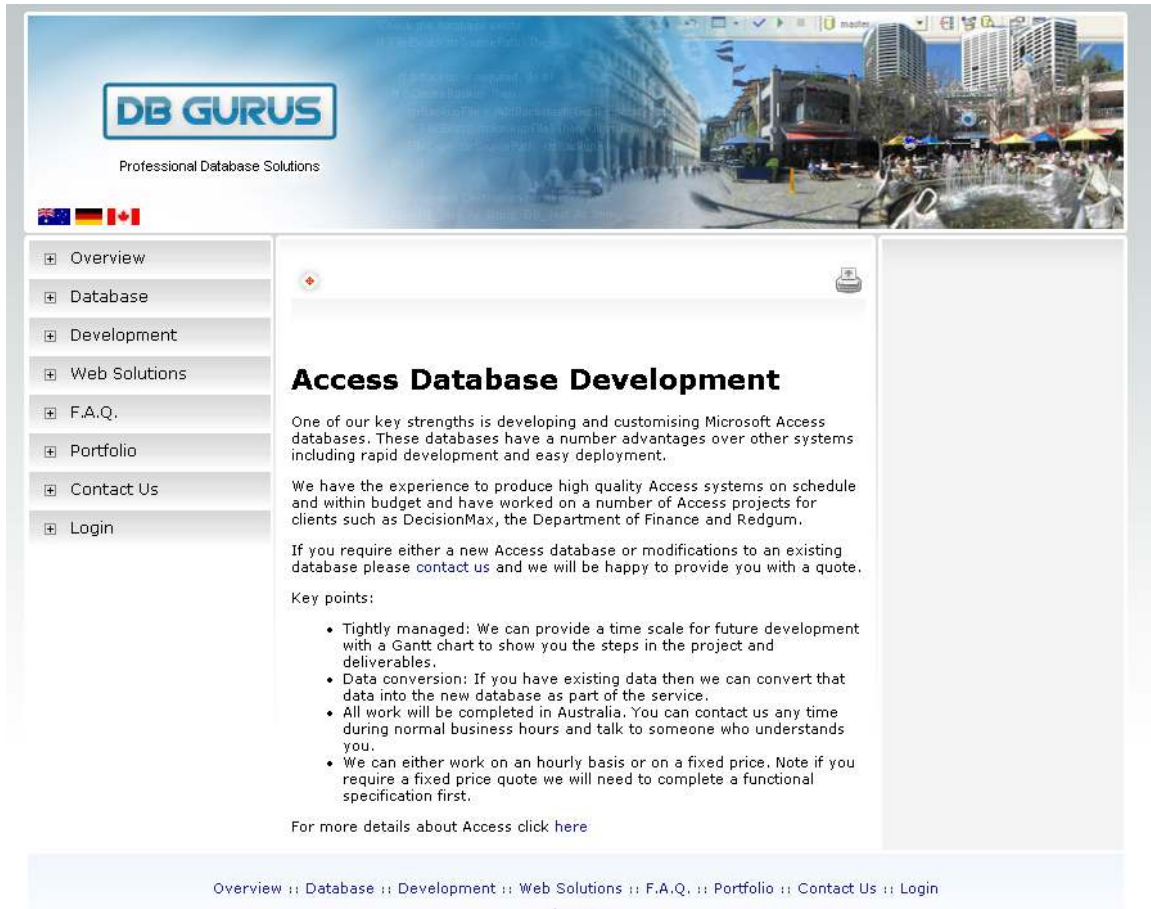 master
DB GURUS
Professional Database Solutions
Overview
Database
Development
Web Solutions
F.A.Q.
Portfolio
Contact Us
Login
Access Database Development
One of our key strengths is developing and customising Microsoft Access
databases. These databases have a number advantages over other systems
including rapid development and easy deployment.
We have the experience to produce high quality Access systems on schedule
and within budget and have worked on a number of Access projects for
clients such as DecisionMax, the Department of Finance and Redgum.
If you require either a new Access database or modifications to an existing
database please contact us and we will be happy to provide you with a quote.
Key points:
• Tightly managed: We can provide a time scale for future development
with a Gantt chart to show you the steps in the project and
deliverables.
• Data conversion: If you have existing data then we can convert that
data into the new database as part of the service.
• All work will be completed in Australia. You can contact us any time
during normal business hours and talk to someone who understands
you.
• We can either work on an hourly basis or on a fixed price. Note if you
require a fixed price quote we will need to complete a functional
specification first.
For more details about Access click here
Overview :: Database :: Development :: Web Solutions :: F.A.Q. :: Portfolio :: Contact Us :: Login